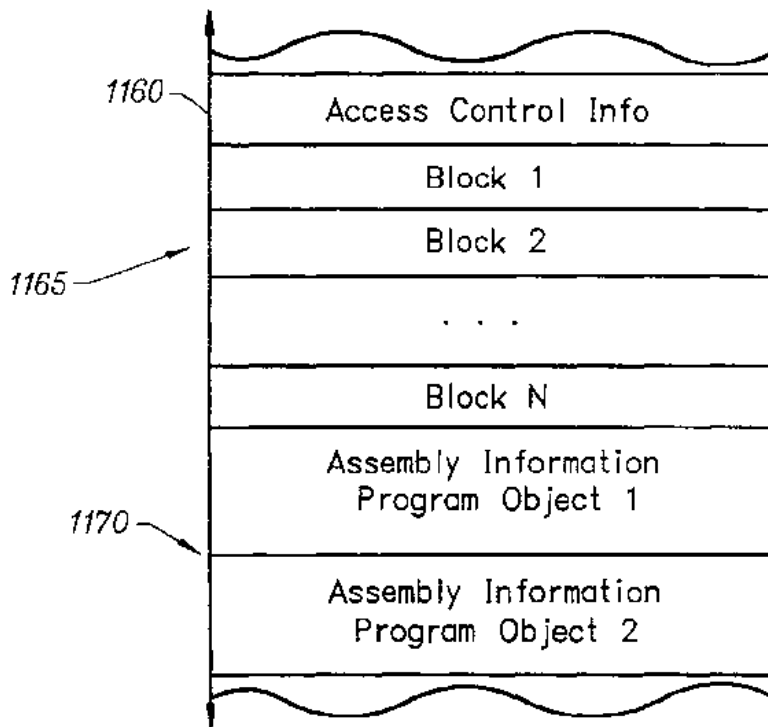 1160
Access Control Info
Block 1
Block 2
1165
. . .
Block N
Assembly Information
Program Object 1
1170
Assembly Information
Program Object 2